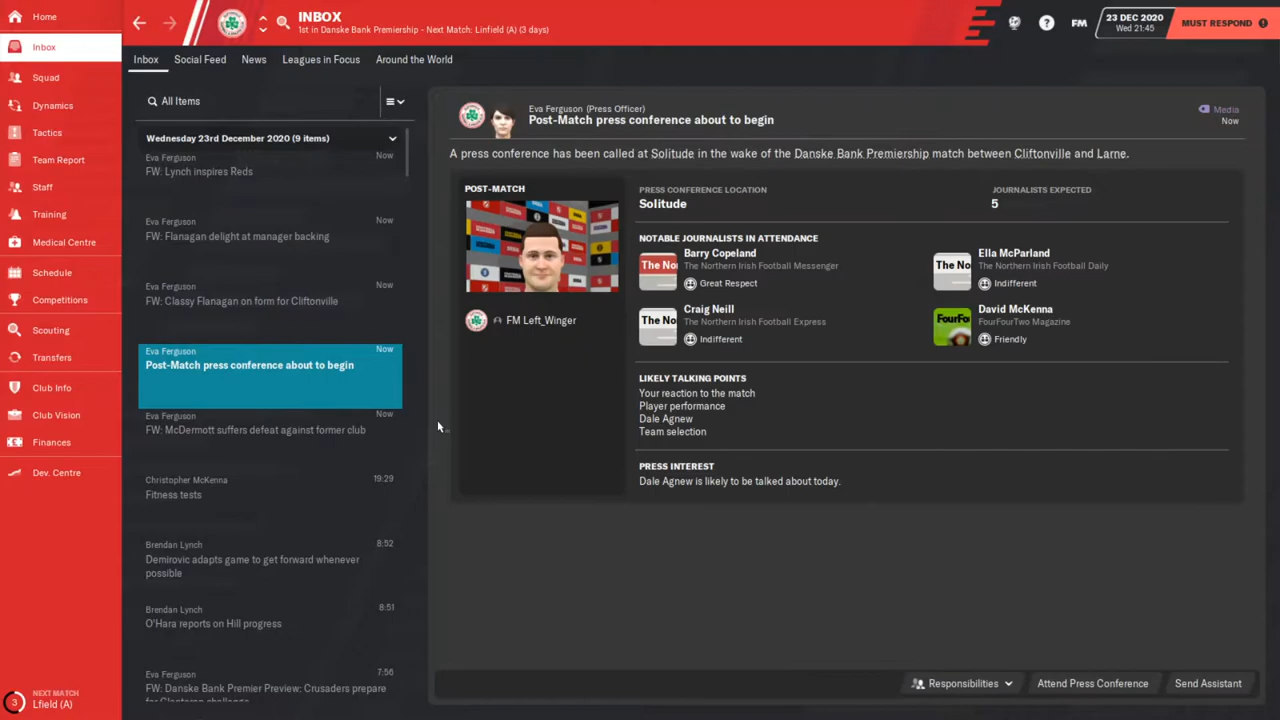 Home
Inbox
Squad
Dynamics
Tactics
Team Report
Staff
Training
Medical Centre
Schedule
Competitions
Scouting
Transfers
Club Info
Club Vision
Finances
Dev. Centre
3
NEXT MATCH
Lfield (A)
INBOX
1st in Danske Bank Premiership - Next Match: Linfield (A) (3 days)
?
FM
23 DEC 2020
Wed 21:45
MUST RESPOND
Inbox
Social Feed
News
Leagues in Focus
Around the World
All Items
Wednesday 23rd December 2020 (9 items)
Eva Ferguson
Now
FW: Lynch inspires Reds
Eva Ferguson
Now
FW: Flanagan delight at manager backing
Eva Ferguson
Now
FW: Classy Flanagan on form for Cliftonville
Eva Ferguson
Now
Post-Match press conference about to begin
Eva Ferguson
Now
FW: McDermott suffers defeat against former club
Christopher McKenna
19:29
Fitness tests
Brendan Lynch
8:52
Demirovic adapts game to get forward whenever
possible
Brendan Lynch
8:51
O'Hara reports on Hill progress
Eva Ferguson
7:56
FW: Danske Bank Premier Preview: Crusaders prepare
for Glentoran challenge
Eva Ferguson (Press Officer)
Post-Match press conference about to begin
Media
Now
A press conference has been called at Solitude in the wake of the Danske Bank Premiership match between Cliftonville and Larne.
POST-MATCH
FM Left_Winger
PRESS CONFERENCE LOCATION
Solitude
JOURNALISTS EXPECTED
5
NOTABLE JOURNALISTS IN ATTENDANCE
The No
Barry Copeland
The Northern Irish Football Messenger
Great Respect
The No
Ella McParland
The Northern Irish Football Daily
Indifferent
The No
Craig Neill
The Northern Irish Football Express
Indifferent
FourFo
David McKenna
FourFourTwo Magazine
Friendly
LIKELY TALKING POINTS
Your reaction to the match
Player performance
Dale Agnew
Team selection
PRESS INTEREST
Dale Agnew is likely to be talked about today.
Responsibilities
Attend Press Conference
Send Assistant